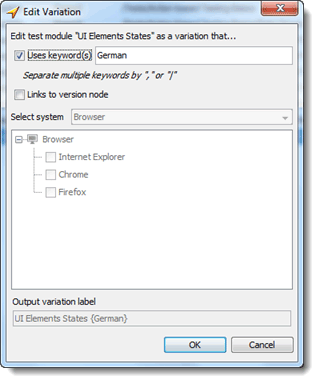 Edit Variation
Edit test module "UI Elements States" as a variation that...
Uses keyword(s) German
Separate multiple keywords by "," or "|"
Links to version node
Select system Browser
Browser
Internet Explorer
Chrome
Firefox
Output variation label
UI Elements States {German}
OK Cancel